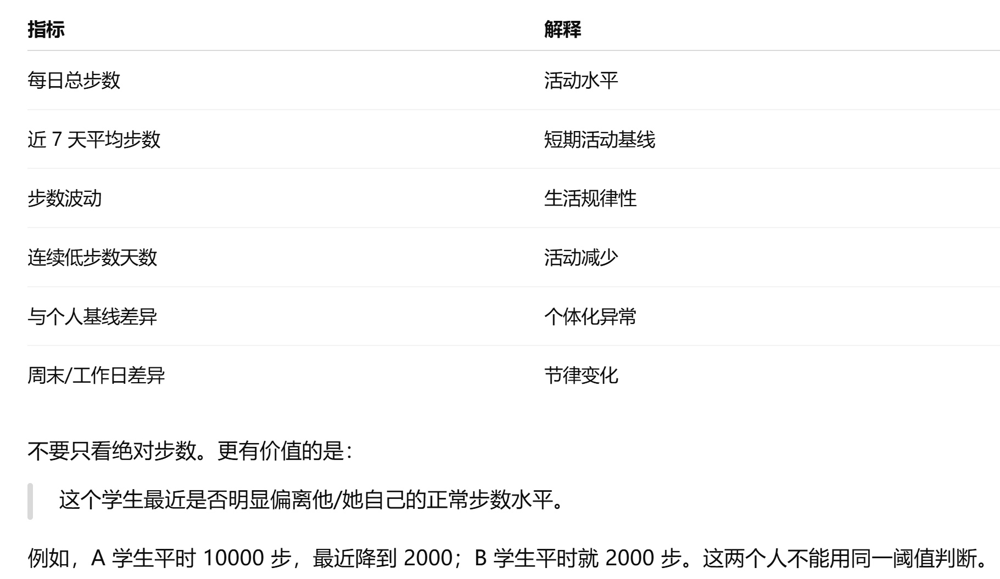 指标 解释
每日总步数 活动水平
近 7 天平均步数 短期活动基线
步数波动 生活规律性
连续低步数天数 活动减少
与个人基线差异 个体化异常
周末/工作日差异 节律变化
不要只看绝对步数。更有价值的是：
这个学生最近是否明显偏离他/她自己的正常步数水平。
例如，A 学生平时 10000 步，最近降到 2000；B 学生平时就 2000 步。这两个人不能用同一阈值判断。